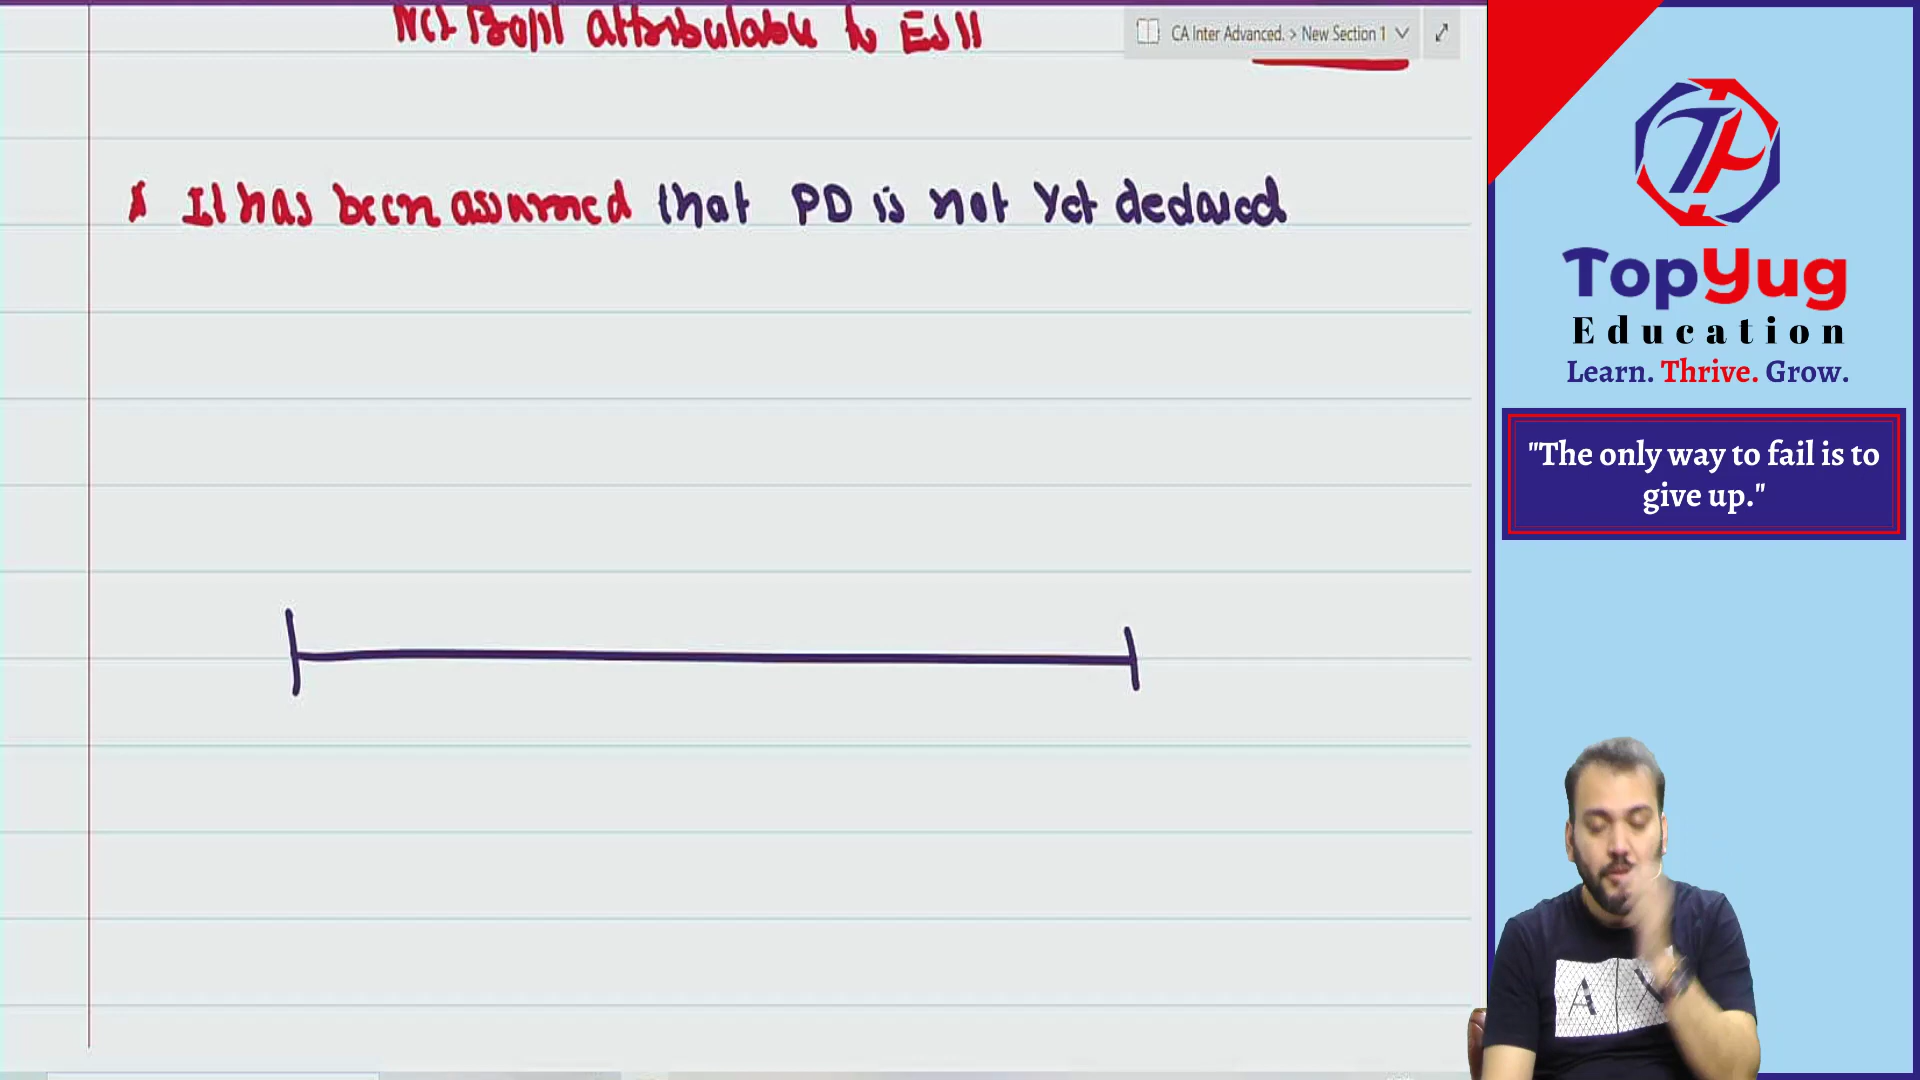 Net Profit attributable to ESH
CA Inter Advanced. > New Section 1
* It has been assumed that PD is not yet declared
TopYug
Education
Learn. Thrive. Grow.
"The only way to fail is to
give up."
A